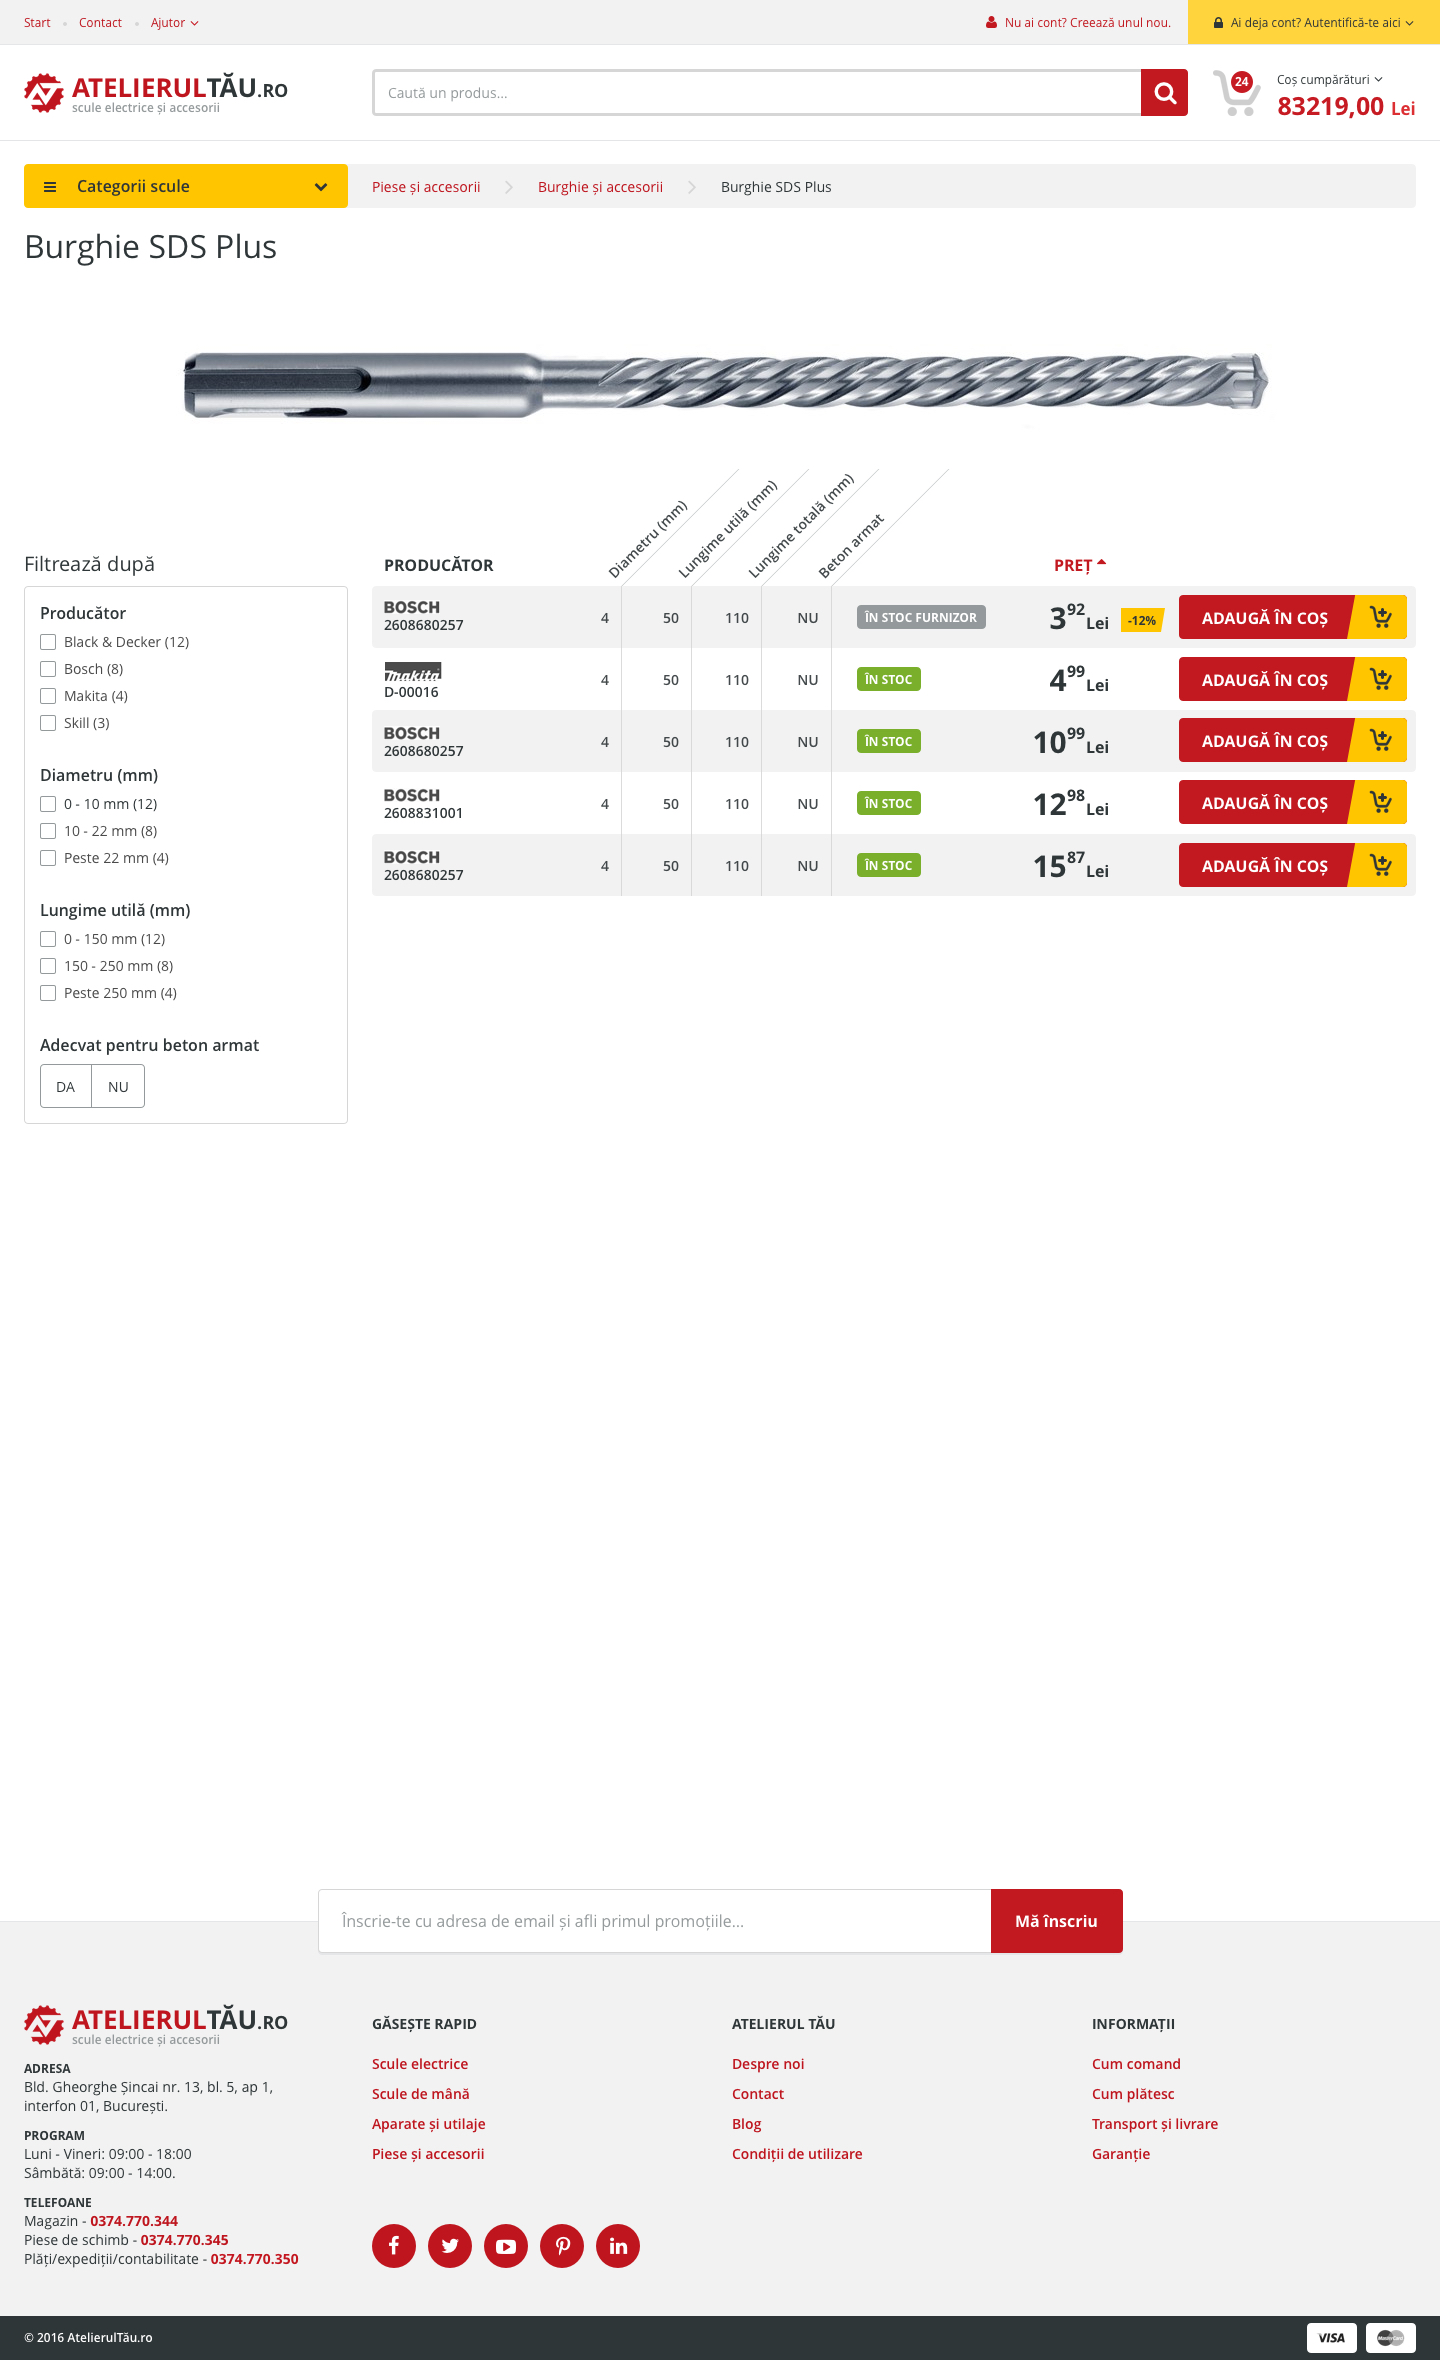 Start
Contact
Ajutor
Nu ai cont? Creează unul nou.
Ai deja cont? Autentifică-te aici
ATELIERULTĂU.RO
scule electrice și accesorii
Caută un produs...
24
Coș cumpărături
83219,00 Lei
Categorii scule
Piese și accesorii
Burghie și accesorii
Burghie SDS Plus
Burghie SDS Plus
Filtrează după
Producător
Black & Decker (12)
Bosch (8)
Makita (4)
Skill (3)
Diametru (mm)
0 - 10 mm (12)
10 - 22 mm (8)
Peste 22 mm (4)
Lungime utilă (mm)
0 - 150 mm (12)
150 - 250 mm (8)
Peste 250 mm (4)
Adecvat pentru beton armat
DA
NU
PRODUCĂTOR
Diametru (mm)
Lungime utilă (mm)
Lungime totală (mm)
Beton armat
PREȚ
BOSCH
2608680257
4
50
110
NU
ÎN STOC FURNIZOR
3 92 Lei
-12%
ADAUGĂ ÎN COȘ
makita
D-00016
4
50
110
NU
ÎN STOC
4 99 Lei
ADAUGĂ ÎN COȘ
BOSCH
2608680257
4
50
110
NU
ÎN STOC
10 99 Lei
ADAUGĂ ÎN COȘ
BOSCH
2608831001
4
50
110
NU
ÎN STOC
12 98 Lei
ADAUGĂ ÎN COȘ
BOSCH
2608680257
4
50
110
NU
ÎN STOC
15 87 Lei
ADAUGĂ ÎN COȘ
Înscrie-te cu adresa de email și afli primul promoțiile...
Mă înscriu
ATELIERULTĂU.RO
scule electrice și accesorii
ADRESA
Bld. Gheorghe Șincai nr. 13, bl. 5, ap 1,
interfon 01, București.
PROGRAM
Luni - Vineri: 09:00 - 18:00
Sâmbătă: 09:00 - 14:00.
TELEFOANE
Magazin - 0374.770.344
Piese de schimb - 0374.770.345
Plăți/expediții/contabilitate - 0374.770.350
GĂSEȘTE RAPID
Scule electrice
Scule de mână
Aparate și utilaje
Piese și accesorii
ATELIERUL TĂU
Despre noi
Contact
Blog
Condiții de utilizare
INFORMAȚII
Cum comand
Cum plătesc
Transport și livrare
Garanție
© 2016 AtelierulTău.ro
VISA
MasterCard